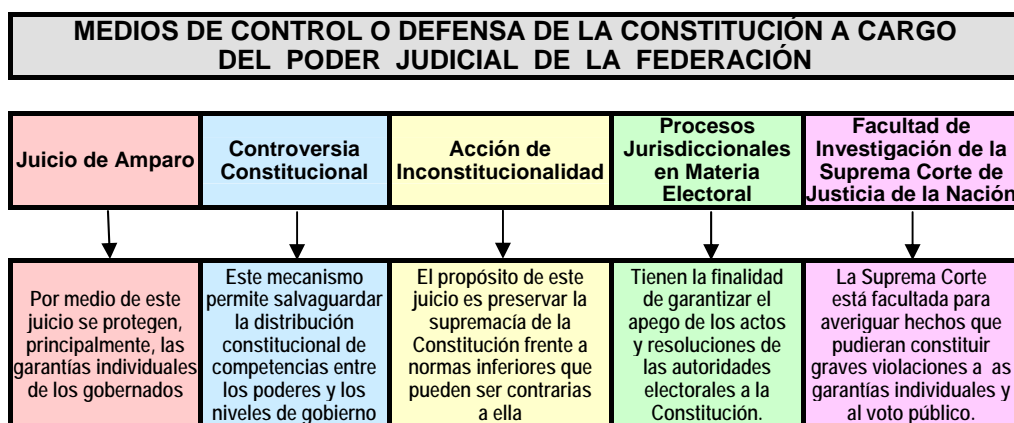 MEDIOS DE CONTROL O DEFENSA DE LA CONSTITUCIÓN A CARGO
DEL PODER JUDICIAL DE LA FEDERACIÓN
Juicio de Amparo
Controversia
Constitucional
Acción de
Inconstitucionalidad
Procesos
Jurisdiccionales
en Materia
Electoral
Facultad de
Investigación de la
Suprema Corte de
Justicia de la Nación
Por medio de este
juicio se protegen,
principalmente, las
garantías individuales
de los gobernados
Este mecanismo
permite salvaguardar
la distribución
constitucional de
competencias entre
los poderes y los
niveles de gobierno
El propósito de este
juicio es preservar la
supremacía de la
Constitución frente a
normas inferiores que
pueden ser contrarias
a ella
Tienen la finalidad
de garantizar el
apego de los actos
y resoluciones de
las autoridades
electorales a la
Constitución.
La Suprema Corte
está facultada para
averiguar hechos que
pudieran constituir
graves violaciones a as
garantías individuales y
al voto público.